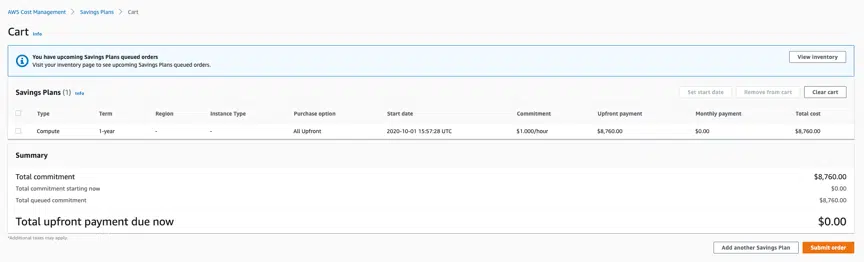 AWS Cost Management > Savings Plans > Cart
Cart Info
You have upcoming Savings Plans queued orders
Visit your inventory page to see upcoming Savings Plans queued orders.
View inventory
Savings Plans (1) Info
Set start date Remove from cart Clear cart
Type Term Region Instance Type Purchase option Start date Commitment Upfront payment Monthly payment Total cost
Compute 1-year - - All Upfront 2020-10-01 15:57:28 UTC $1.000/hour $8,760.00 $0.00 $8,760.00
Summary
Total commitment $8,760.00
Total commitment starting now $0.00
Total queued commitment $8,760.00
Total upfront payment due now $0.00
*Additional taxes may apply.
Add another Savings Plan Submit order